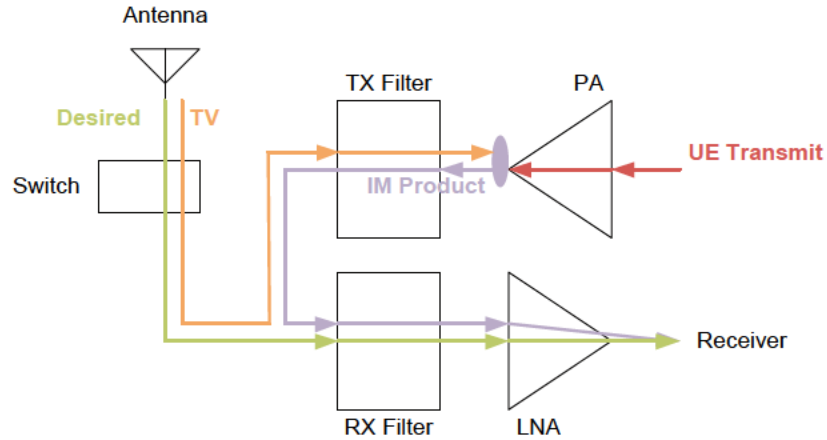 Antenna
TX Filter
PA
Desired
TV
UE Transmit
Switch
IM Product
Receiver
RX Filter
LNA